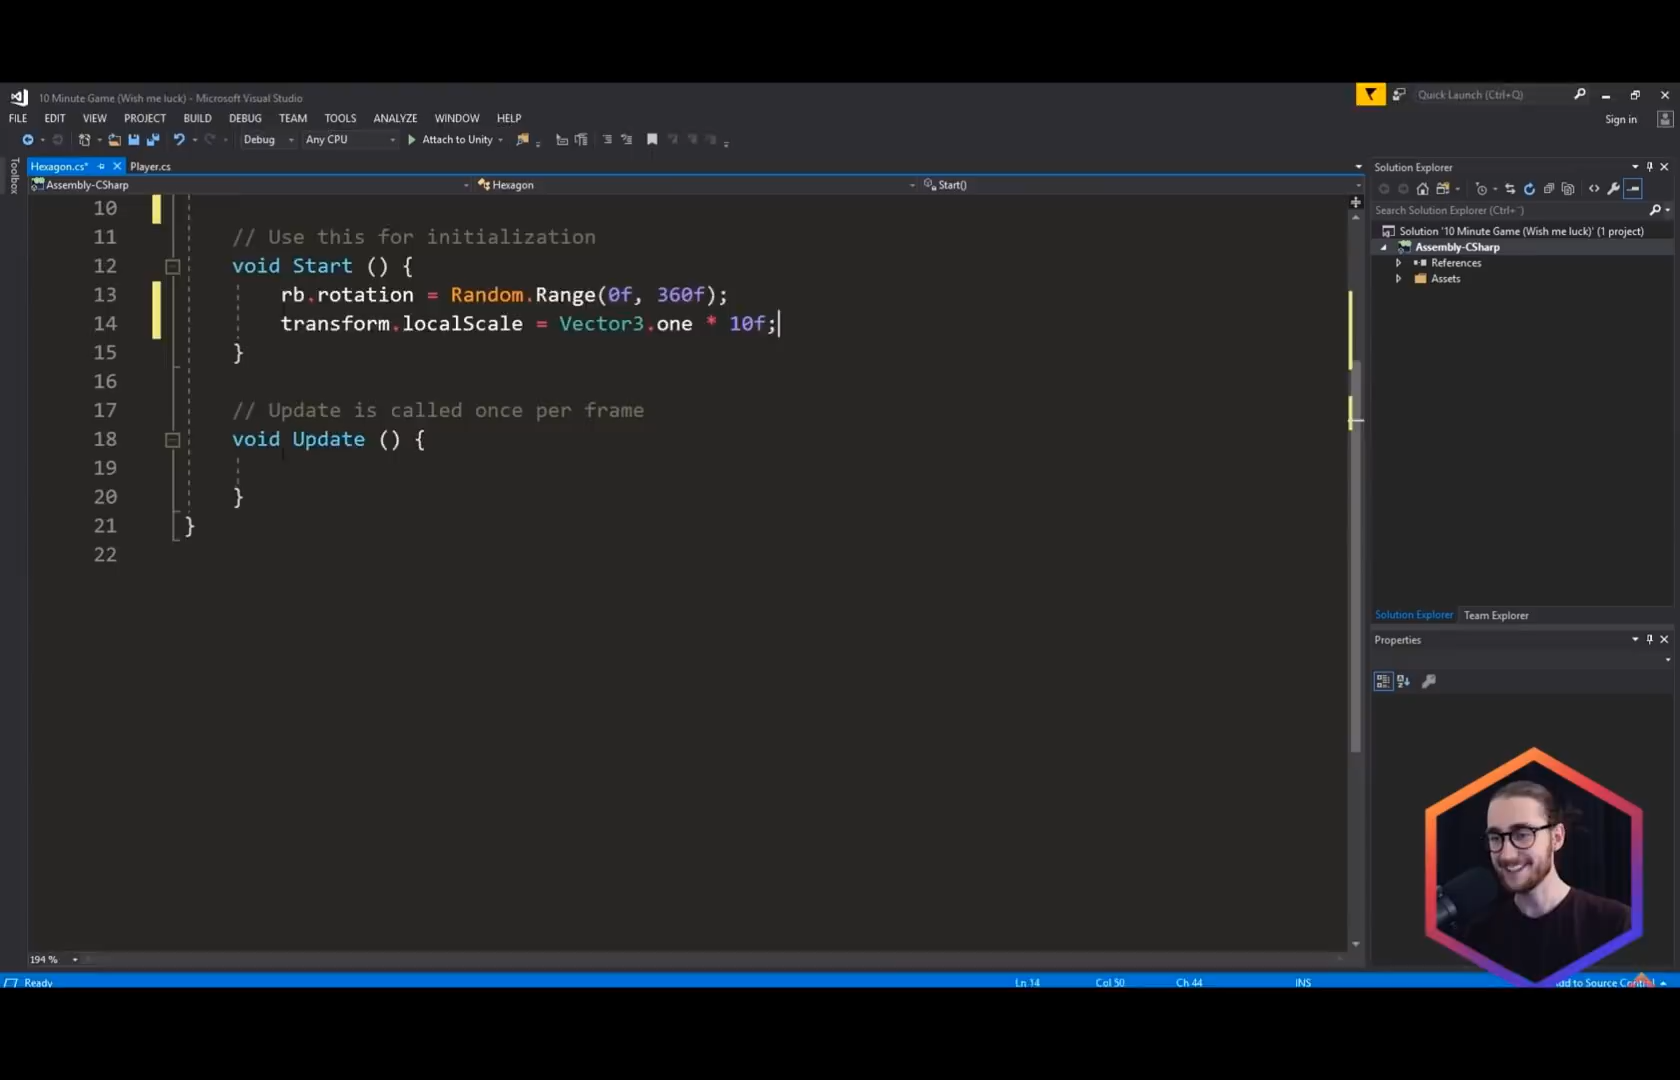 10 Minute Game (Wish me luck) - Microsoft Visual Studio
Quick Launch (Ctrl+Q)
FILE EDIT VIEW PROJECT BUILD DEBUG TEAM TOOLS ANALYZE WINDOW HELP
Sign in
Debug Any CPU Attach to Unity
Toolbox
Hexagon.cs* Player.cs
Assembly-CSharp Hexagon Start()
10
11 // Use this for initialization
12 void Start () {
13 rb.rotation = Random.Range(0f, 360f);
14 transform.localScale = Vector3.one * 10f;
15 }
16
17 // Update is called once per frame
18 void Update () {
19
20 }
21 }
22
194 %
Solution Explorer
Search Solution Explorer (Ctrl+¨)
Solution '10 Minute Game (Wish me luck)' (1 project)
Assembly-CSharp
References
Assets
Solution Explorer Team Explorer
Properties
Ready Ln 14 Col 50 Ch 44 INS dd to Source Control